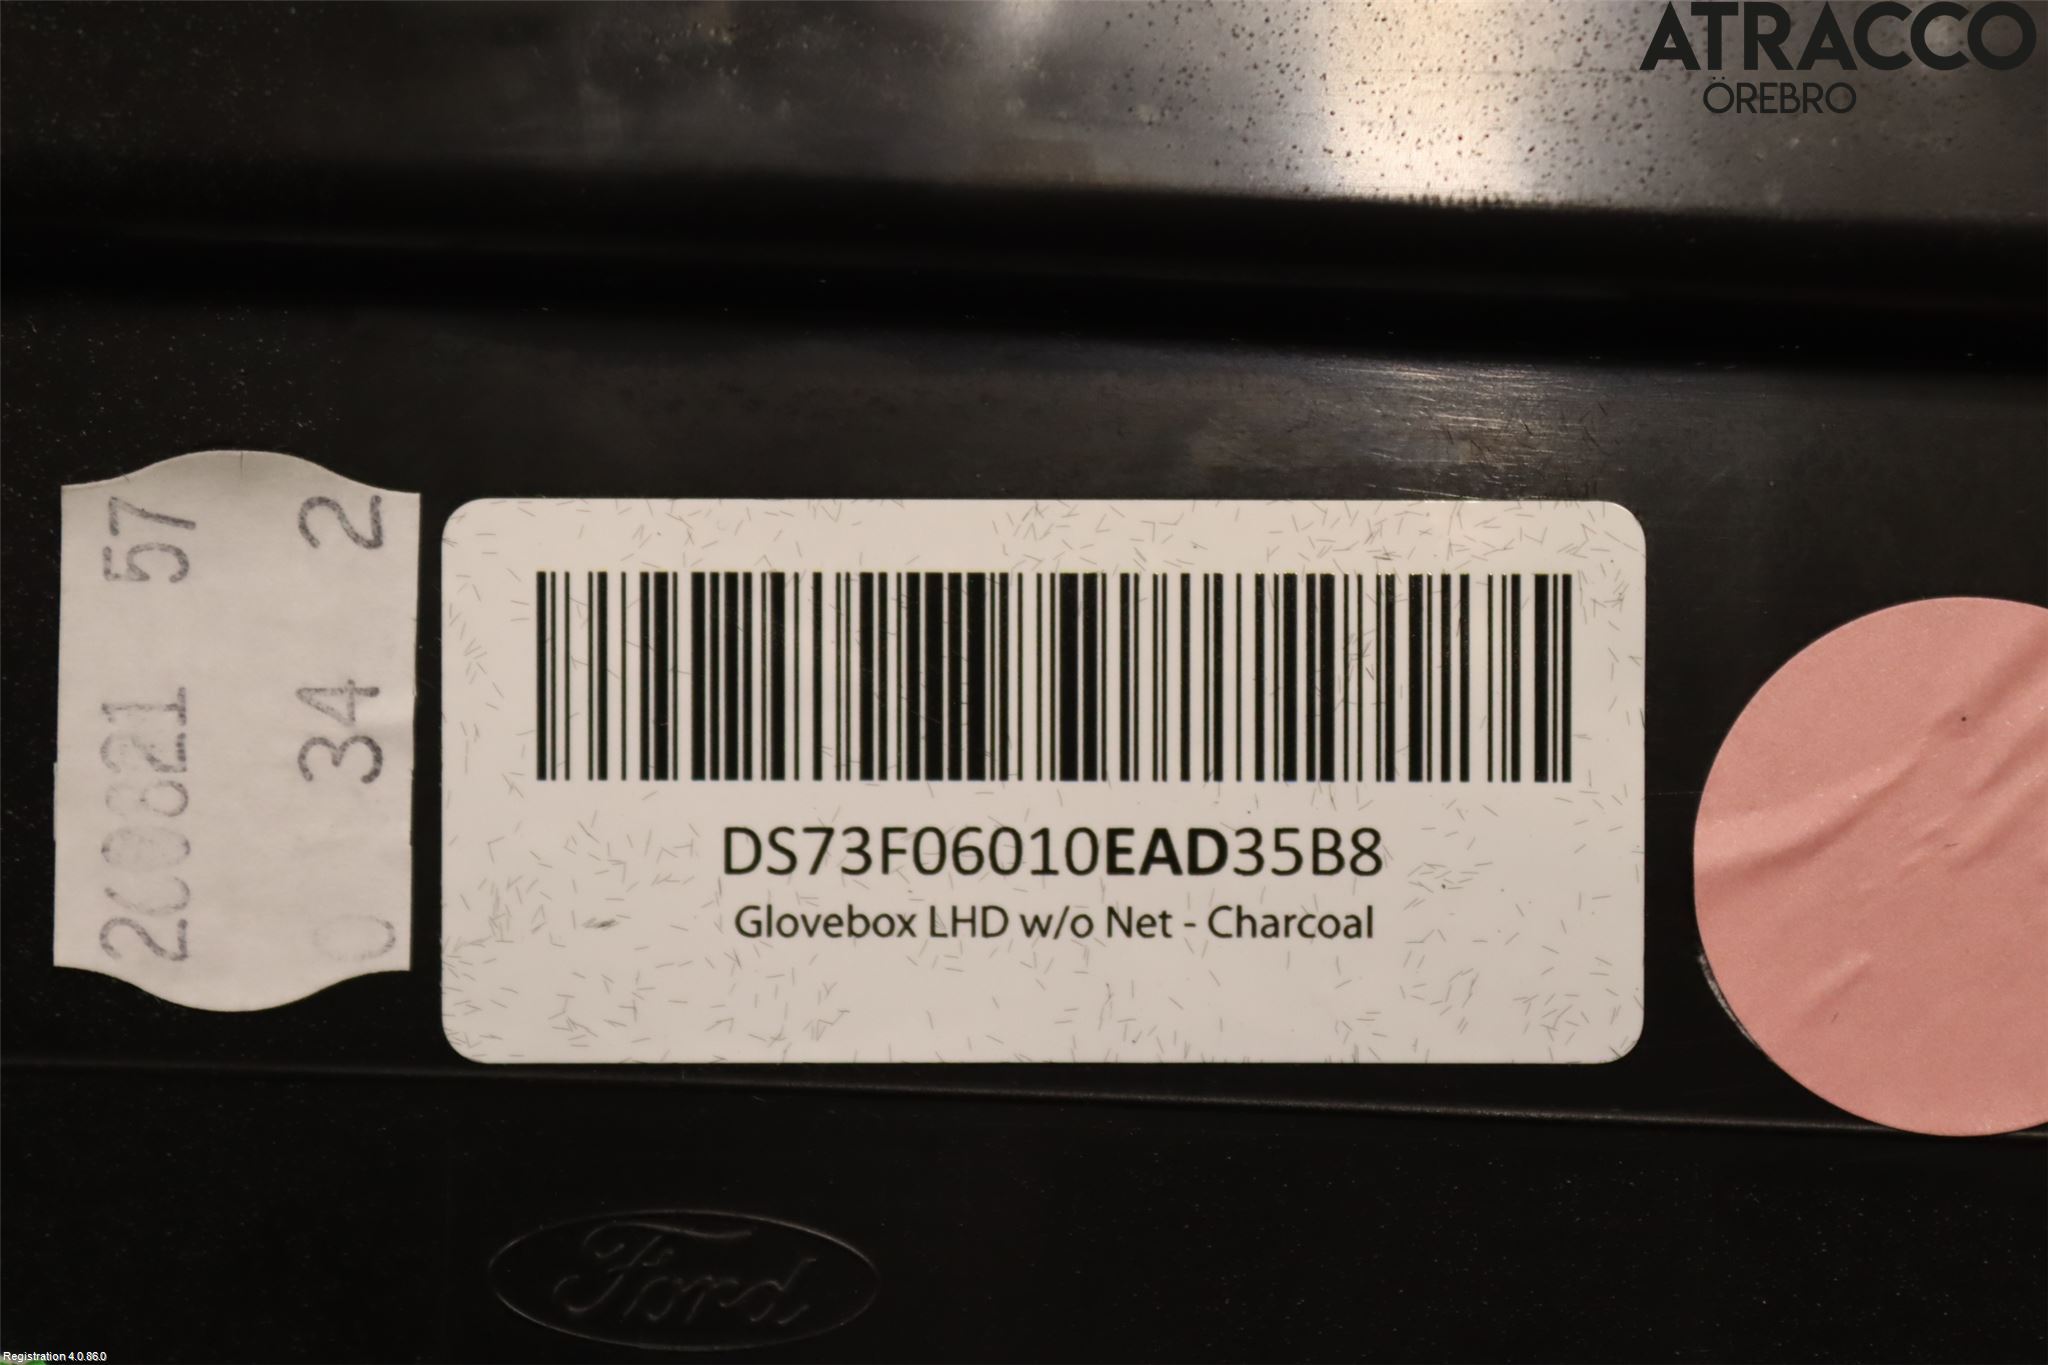 ATRACCO
ÖREBRO
200821 57
0 34 2
DS73F06010EAD35B8
Glovebox LHD w/o Net - Charcoal
Ford
Registration 4.0.86.0